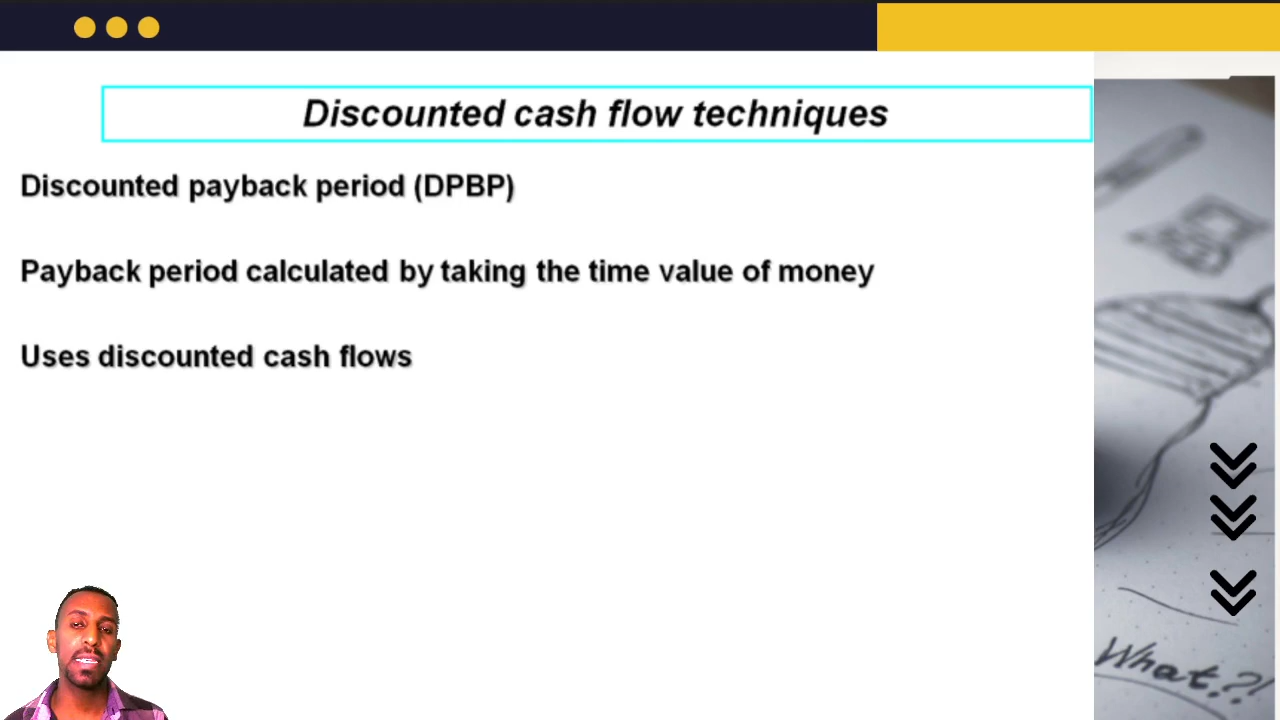 Discounted cash flow techniques
Discounted payback period (DPBP)
Payback period calculated by taking the time value of money
Uses discounted cash flows
What?!